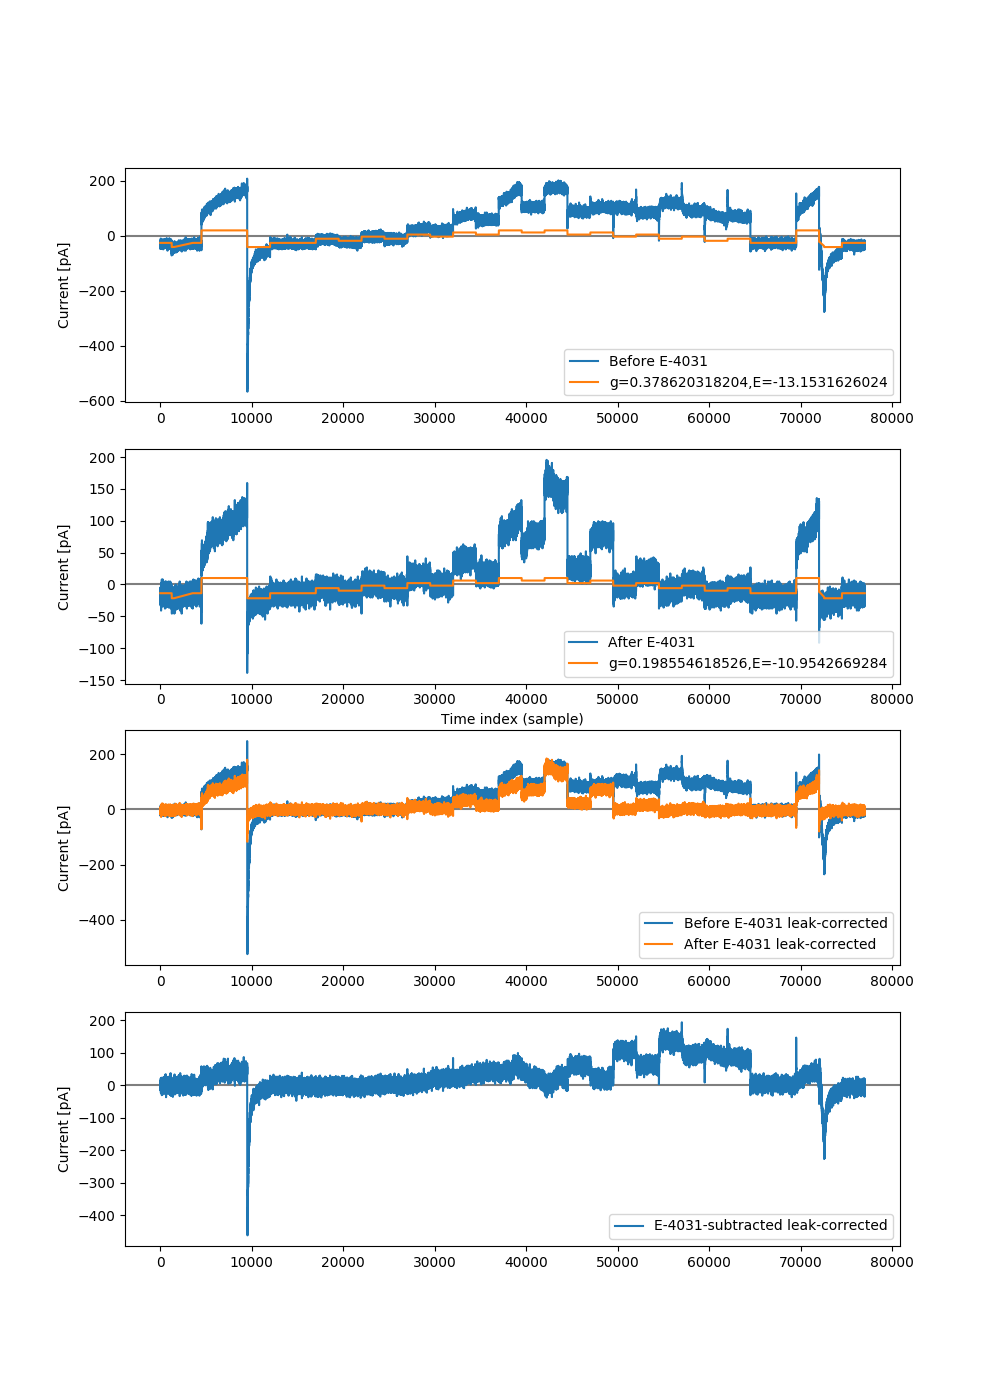 200
0
−200
−400
−600
Current [pA]
Before E-4031
g=0.378620318204,E=-13.1531626024
0 10000 20000 30000 40000 50000 60000 70000 80000
200
150
100
50
0
−50
−100
−150
Current [pA]
After E-4031
g=0.198554618526,E=-10.9542669284
0 10000 20000 30000 40000 50000 60000 70000 80000
Time index (sample)
200
0
−200
−400
Current [pA]
Before E-4031 leak-corrected
After E-4031 leak-corrected
0 10000 20000 30000 40000 50000 60000 70000 80000
200
100
0
−100
−200
−300
−400
Current [pA]
E-4031-subtracted leak-corrected
0 10000 20000 30000 40000 50000 60000 70000 80000